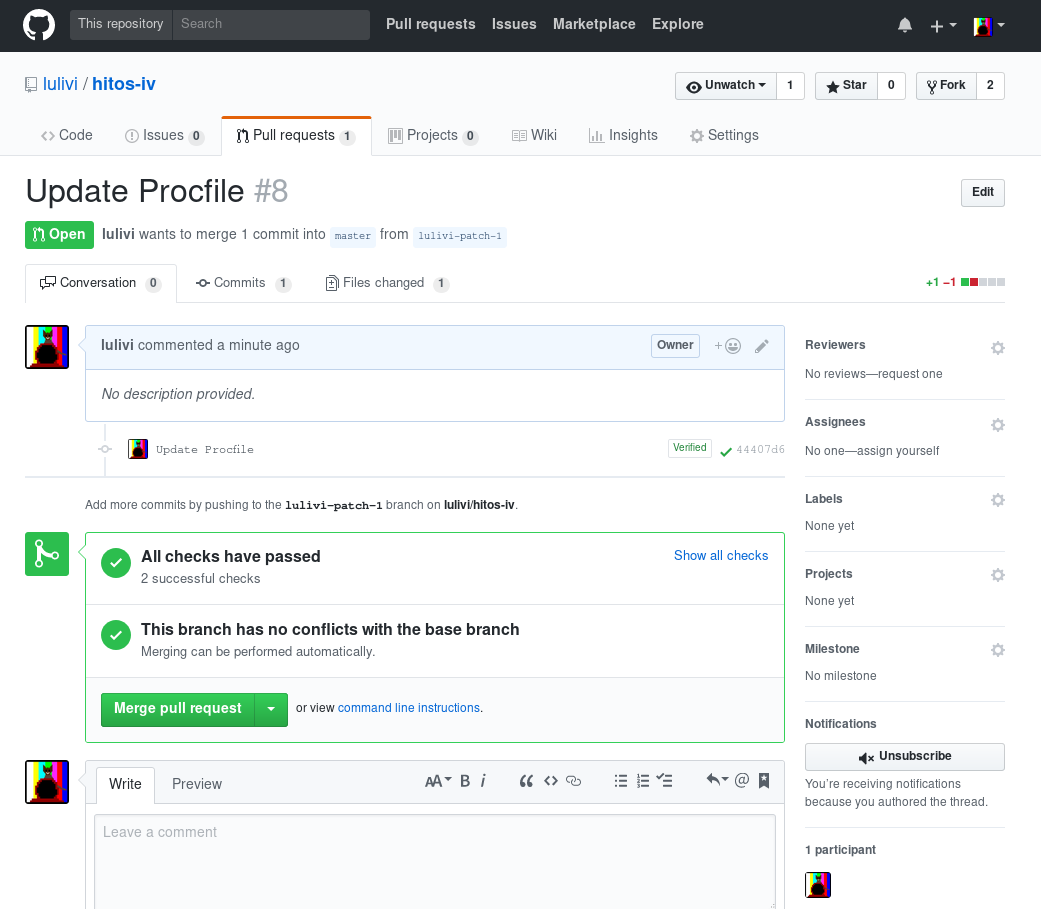 This repository Search Pull requests Issues Marketplace Explore
lulivi / hitos-iv Unwatch 1 Star 0 Fork 2
Code Issues 0 Pull requests 1 Projects 0 Wiki Insights Settings
Update Procfile #8 Edit
Open lulivi wants to merge 1 commit into master from lulivi-patch-1
Conversation 0 Commits 1 Files changed 1 +1 −1
lulivi commented a minute ago Owner +
No description provided.
Update Procfile Verified 44407d6
Add more commits by pushing to the lulivi-patch-1 branch on lulivi/hitos-iv.
All checks have passed Show all checks
2 successful checks
This branch has no conflicts with the base branch
Merging can be performed automatically.
Merge pull request or view command line instructions.
Write Preview AA B i “ <> @
Leave a comment
Reviewers
No reviews—request one
Assignees
No one—assign yourself
Labels
None yet
Projects
None yet
Milestone
No milestone
Notifications
Unsubscribe
You’re receiving notifications
because you authored the thread.
1 participant